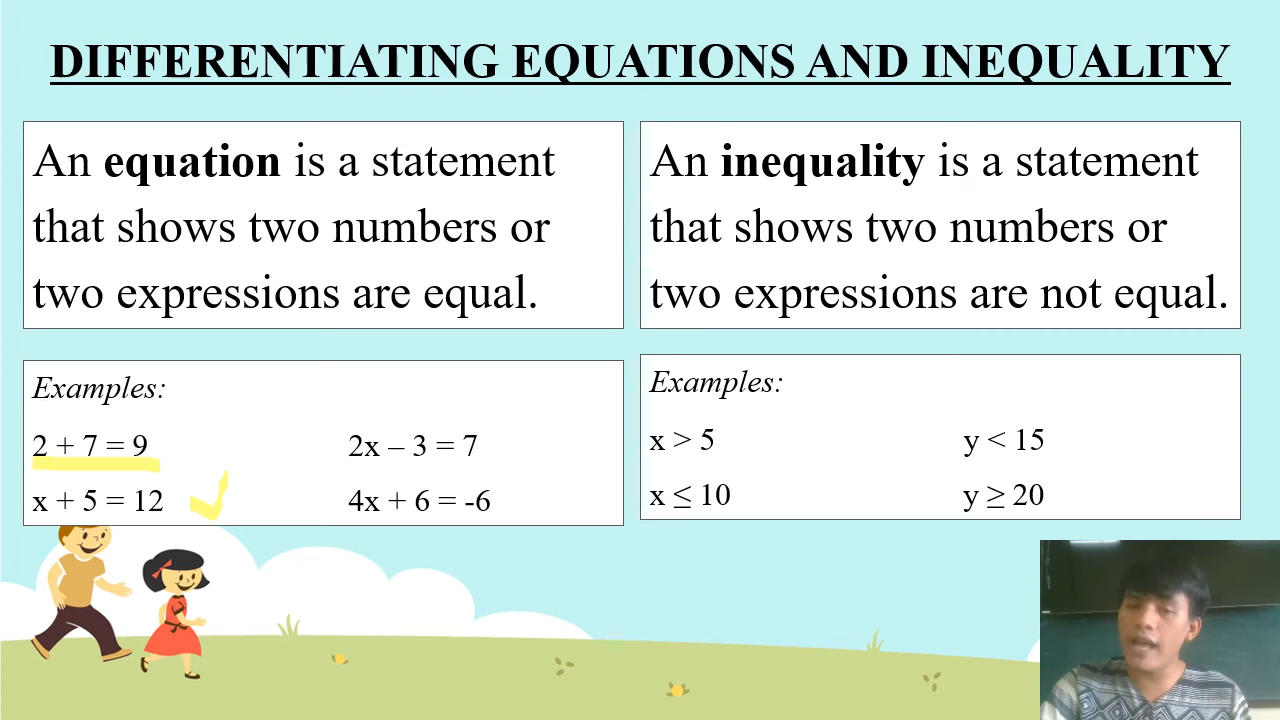 DIFFERENTIATING EQUATIONS AND INEQUALITY
An equation is a statement
that shows two numbers or
two expressions are equal.
Examples:
2 + 7 = 9
2x – 3 = 7
x + 5 = 12
4x + 6 = -6
An inequality is a statement
that shows two numbers or
two expressions are not equal.
Examples:
x > 5
y < 15
x ≤ 10
y ≥ 20